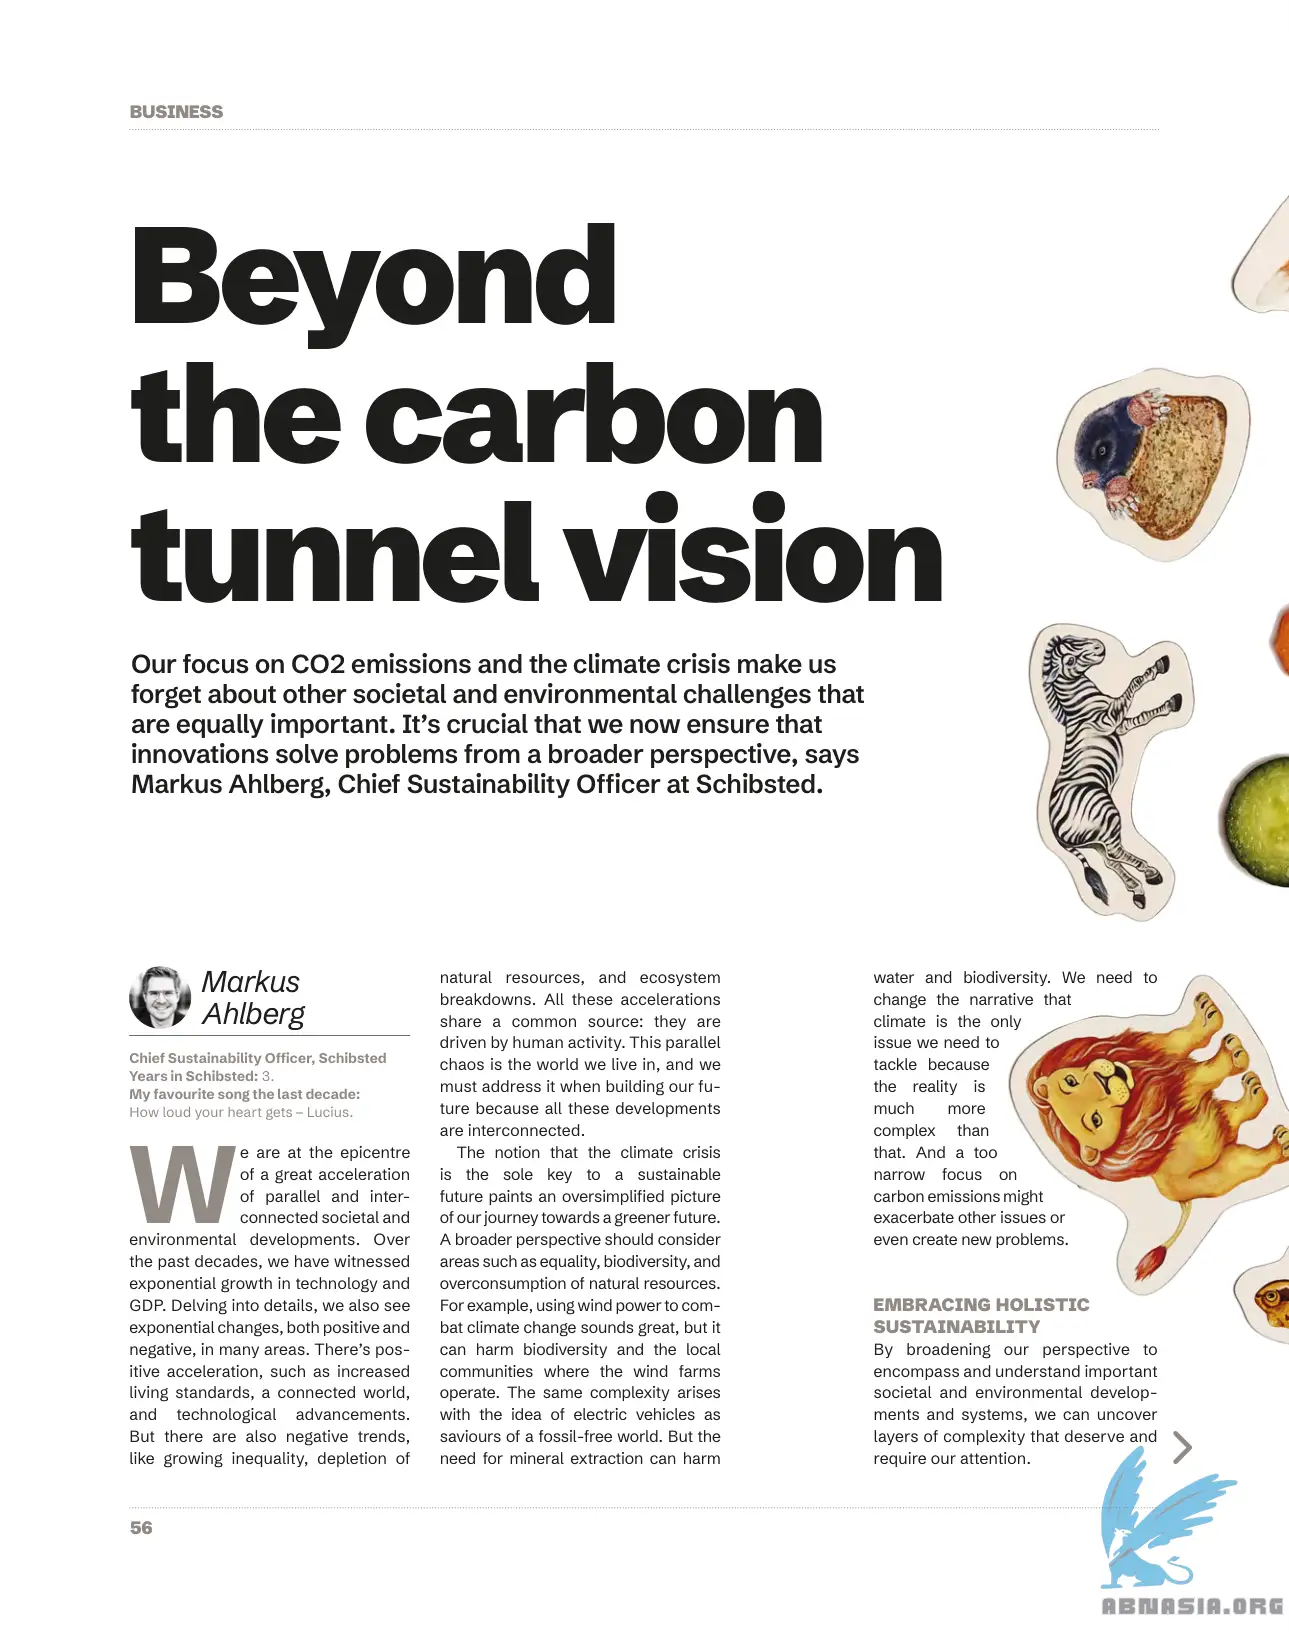 BUSINESS
Beyond
the carbon
tunnel vision
Our focus on CO2 emissions and the climate crisis make us
forget about other societal and environmental challenges that
are equally important. It's crucial that we now ensure that
innovations solve problems from a broader perspective, says
Markus Ahlberg, Chief Sustainability Officer at Schibsted.
Markus
Ahlberg
Chief Sustainability Officer, Schibsted
Years in Schibsted: 3.
My favourite song the last decade:
How loud your heart gets – Lucius.
We are at the epicentre
of a great acceleration
of parallel and inter-
connected societal and
environmental developments. Over
the past decades, we have witnessed
exponential growth in technology and
GDP. Delving into details, we also see
exponential changes, both positive and
negative, in many areas. There's pos-
itive acceleration, such as increased
living standards, a connected world,
and technological advancements.
But there are also negative trends,
like growing inequality, depletion of
natural resources, and ecosystem
breakdowns. All these accelerations
share a common source: they are
driven by human activity. This parallel
chaos is the world we live in, and we
must address it when building our fu-
ture because all these developments
are interconnected.
The notion that the climate crisis
is the sole key to a sustainable
future paints an oversimplified picture
of our journey towards a greener future.
A broader perspective should consider
areas such as equality, biodiversity, and
overconsumption of natural resources.
For example, using wind power to com-
bat climate change sounds great, but it
can harm biodiversity and the local
communities where the wind farms
operate. The same complexity arises
with the idea of electric vehicles as
saviours of a fossil-free world. But the
need for mineral extraction can harm
water and biodiversity. We need to
change the narrative that
climate is the only
issue we need to
tackle because
the reality is
much more
complex than
that. And a too
narrow focus on
carbon emissions might
exacerbate other issues or
even create new problems.
EMBRACING HOLISTIC
SUSTAINABILITY
By broadening our perspective to
encompass and understand important
societal and environmental develop-
ments and systems, we can uncover
layers of complexity that deserve and
require our attention.
56
ABNASIA.ORG